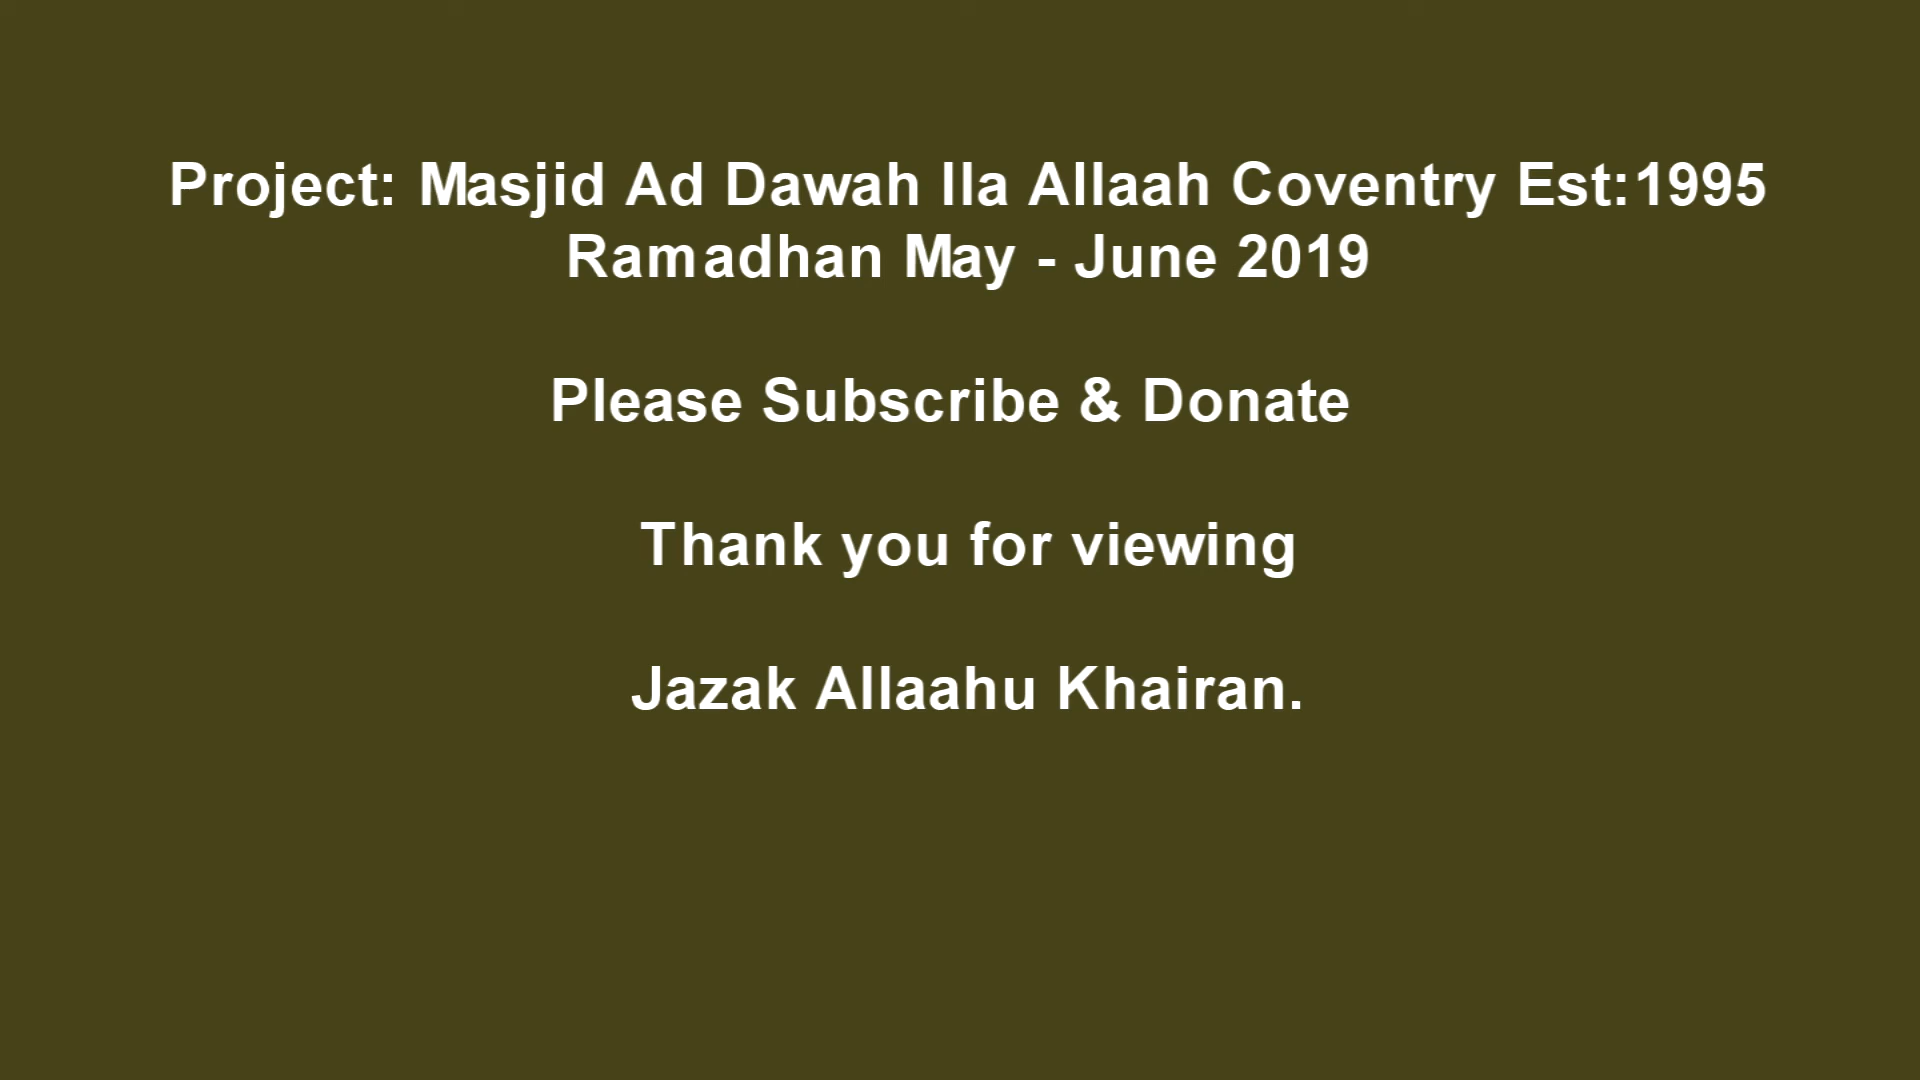 Project: Masjid Ad Dawah Ila Allaah Coventry Est:1995
Ramadhan May - June 2019
Please Subscribe & Donate
Thank you for viewing
Jazak Allaahu Khairan.